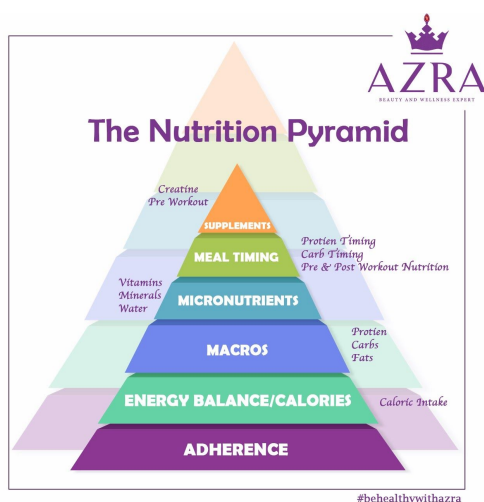 AZRA
BEAUTY AND WELLNESS EXPERT
The Nutrition Pyramid
Creatine
Pre Workout
SUPPLEMENTS
Protien Timing
Carb Timing
Pre & Post Workout Nutrition
MEAL TIMING
Vitamins
Minerals
Water
MICRONUTRIENTS
Protien
Carbs
Fats
MACROS
ENERGY BALANCE/CALORIES
Caloric Intake
ADHERENCE
#behealthywithazra